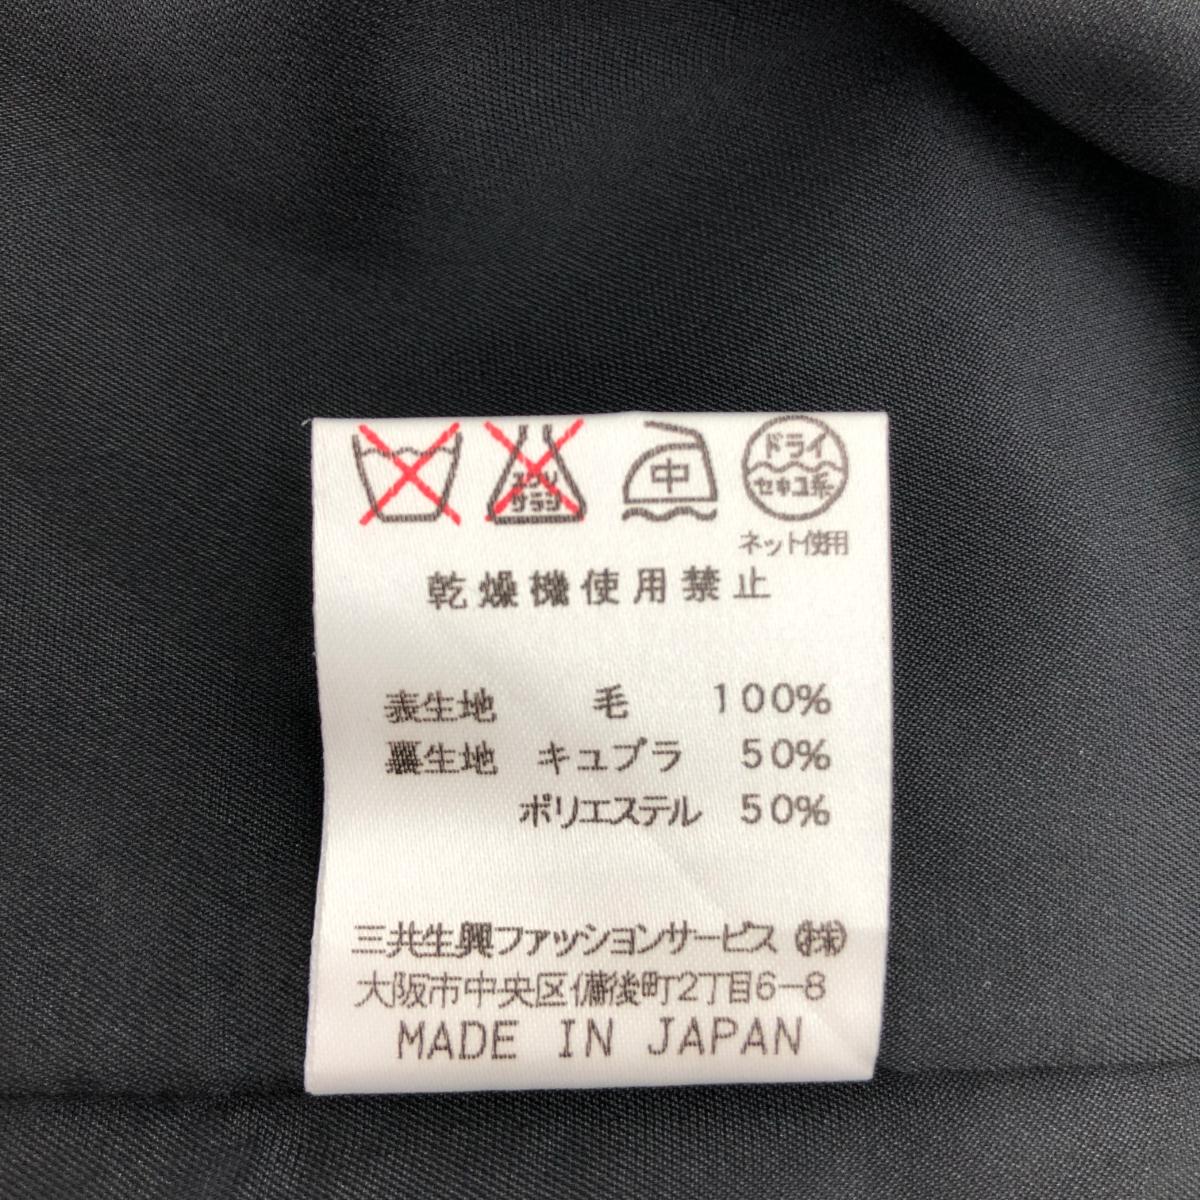 エンソ
サラシ
中
ドライ
セキユ系
ネット使用
乾燥機使用禁止
表生地 毛 100%
裏生地 キュプラ 50%
ポリエステル 50%
三共生興ファッションサービス (株)
大阪市中央区備後町2丁目6-8
MADE IN JAPAN